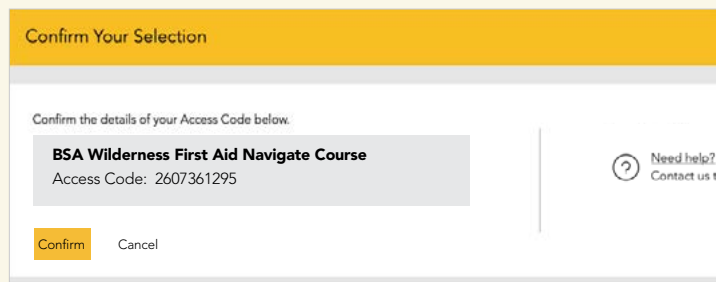 Confirm Your Selection
Confirm the details of your Access Code below.
BSA Wilderness First Aid Navigate Course
Access Code: 2607361295
Need help?
Contact us t
Confirm Cancel